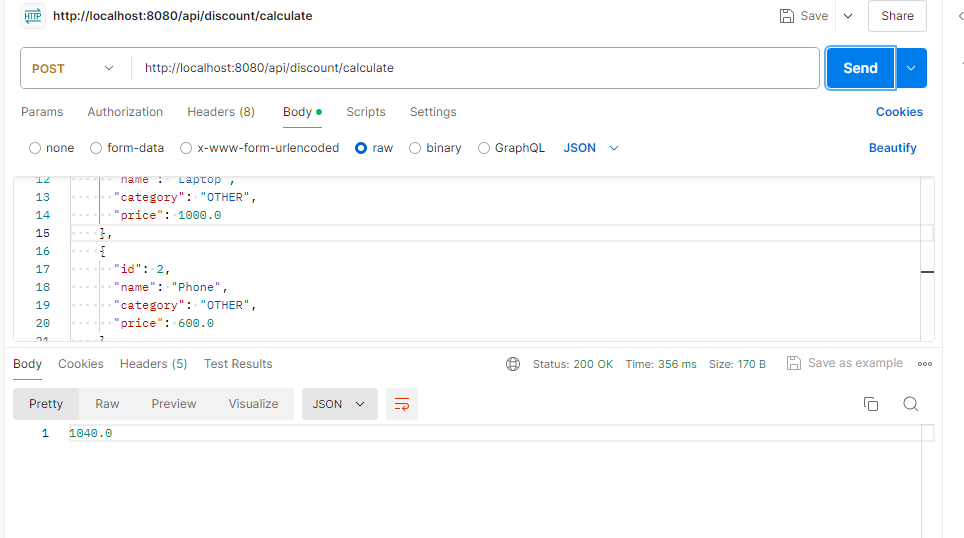 HTTP http://localhost:8080/api/discount/calculate Save Share
POST http://localhost:8080/api/discount/calculate Send
Params Authorization Headers (8) Body Scripts Settings Cookies
none form-data x-www-form-urlencoded raw binary GraphQL JSON Beautify
12 "name": "Laptop",
13 "category": "OTHER",
14 "price": 1000.0
15 },
16 {
17 "id": 2,
18 "name": "Phone",
19 "category": "OTHER",
20 "price": 600.0
21 }
Body Cookies Headers (5) Test Results Status: 200 OK Time: 356 ms Size: 170 B Save as example
Pretty Raw Preview Visualize JSON
1 1040.0